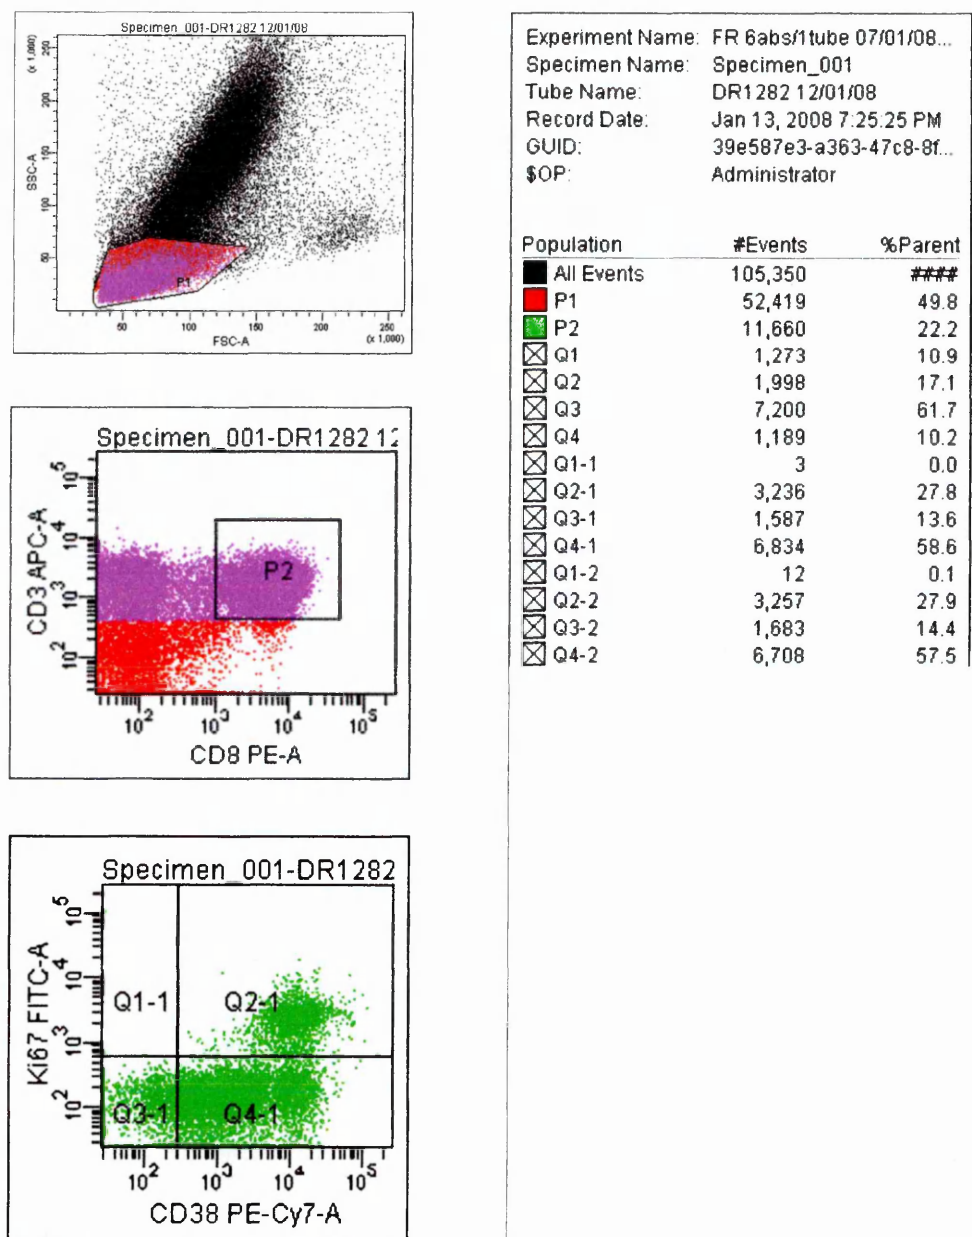 Specimen_001-DR1282 12/01/08
(x 1,000)
250
200
150
100
50
SSC-A
P1
50 100 150 200 250
FSC-A
(x 1,000)
Specimen_001-DR1282 12
CD3 APC-A
10^5
10^4
10^3
10^2
P2
10^2 10^3 10^4 10^5
CD8 PE-A
Specimen_001-DR1282
Ki67 FITC-A
10^5
10^4
10^3
10^2
Q1-1 Q2-1
Q3-1 Q4-1
10^2 10^3 10^4 10^5
CD38 PE-Cy7-A
Experiment Name: FR 6abs/1tube 07/01/08...
Specimen Name: Specimen_001
Tube Name: DR1282 12/01/08
Record Date: Jan 13, 2008 7:25:25 PM
GUID: 39e587e3-a363-47c8-8f...
$OP: Administrator
Population #Events %Parent
All Events 105,350 ####
P1 52,419 49.8
P2 11,660 22.2
Q1 1,273 10.9
Q2 1,998 17.1
Q3 7,200 61.7
Q4 1,189 10.2
Q1-1 3 0.0
Q2-1 3,236 27.8
Q3-1 1,587 13.6
Q4-1 6,834 58.6
Q1-2 12 0.1
Q2-2 3,257 27.9
Q3-2 1,683 14.4
Q4-2 6,708 57.5